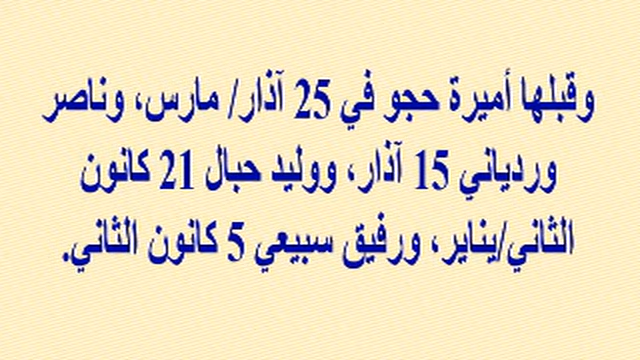 وقبلها أميرة حجو في 25 آذار/ مارس، وناصر
وردياني 15 آذار، ووليد حبال 21 كانون
الثاني/يناير، ورفيق سبيعي 5 كانون الثاني.